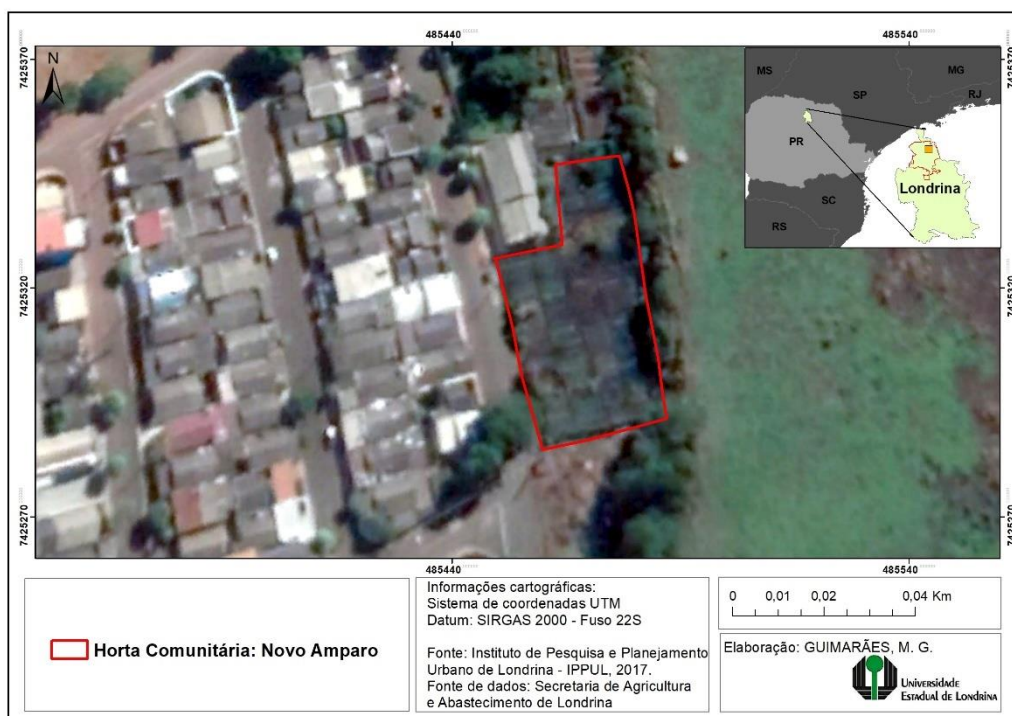 485440
485540
7425370
7425370
N
MS
MG
SP
RJ
PR
Londrina
SC
RS
7425320
7425320
7425270
7425270
485440
485540
Horta Comunitária: Novo Amparo
Informações cartográficas:
Sistema de coordenadas UTM
Datum: SIRGAS 2000 - Fuso 22S
Fonte: Instituto de Pesquisa e Planejamento
Urbano de Londrina - IPPUL, 2017.
Fonte de dados: Secretaria de Agricultura
e Abastecimento de Londrina
0 0,01 0,02 0,04 Km
Elaboração: GUIMARÃES, M. G.
UNIVERSIDADE
ESTADUAL DE LONDRINA